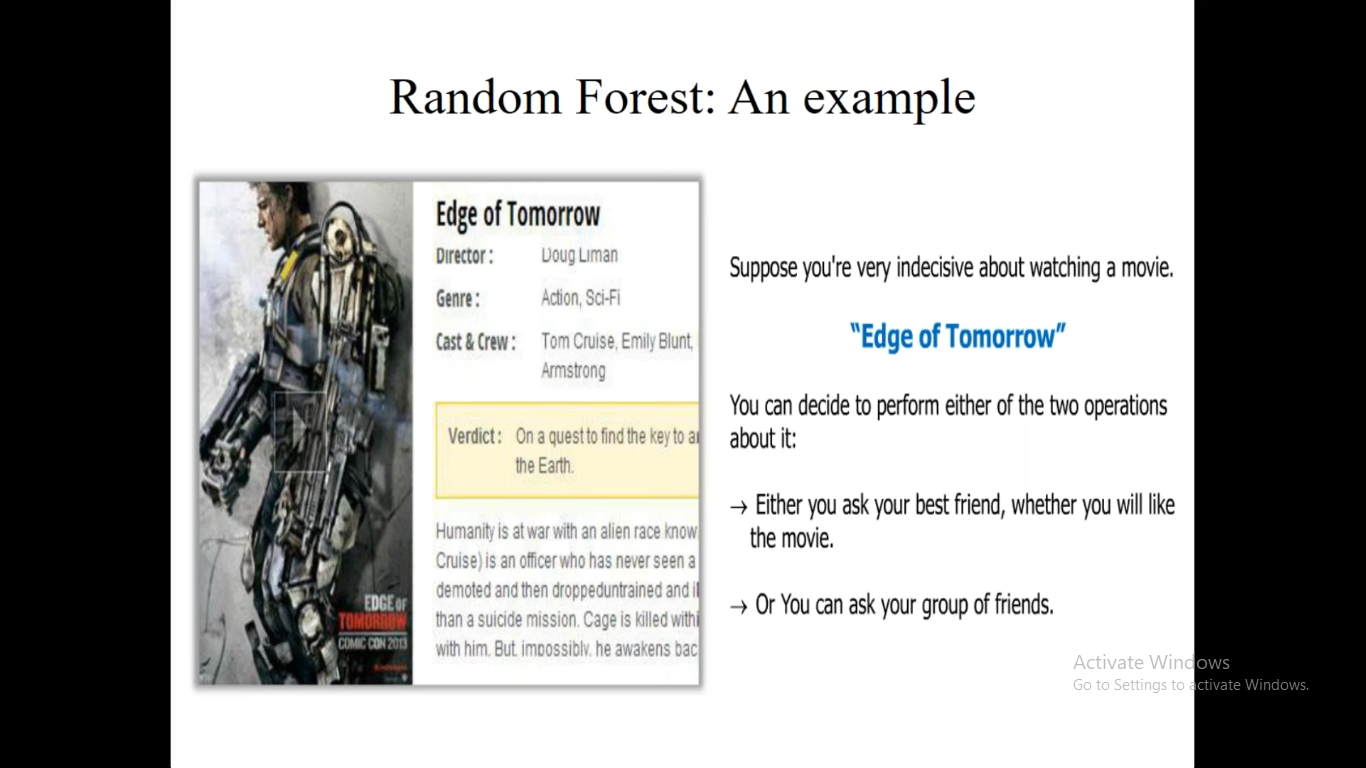 Random Forest: An example
Edge of Tomorrow
Director : Doug Liman
Genre : Action, Sci-Fi
Cast & Crew : Tom Cruise, Emily Blunt,
Armstrong
Verdict : On a quest to find the key to
the Earth.
Humanity is at war with an alien race know
Cruise) is an officer who has never seen a
demoted and then droppeduntrained and
than a suicide mission. Cage is killed withi
with him. But, impossibly, he awakens bac
EDGE OF
TOMORROW
COMIC CON 2013
Suppose you're very indecisive about watching a movie.
“Edge of Tomorrow”
You can decide to perform either of the two operations
about it:
→ Either you ask your best friend, whether you will like
the movie.
→ Or You can ask your group of friends.
Activate Windows
Go to Settings to activate Windows.